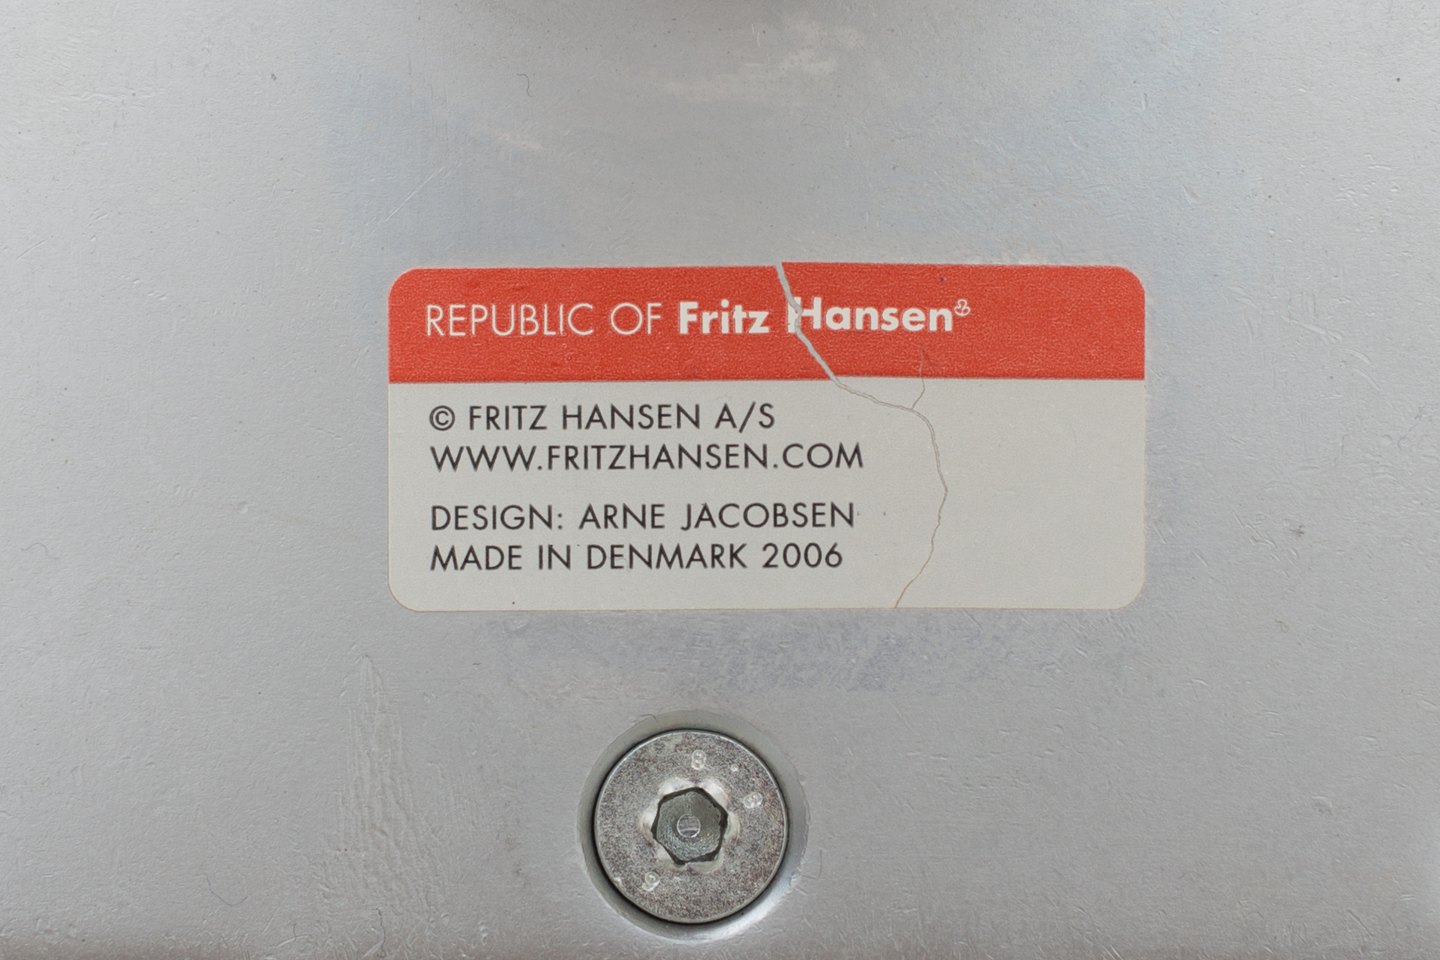 REPUBLIC OF Fritz Hansen
© FRITZ HANSEN A/S
WWW.FRITZHANSEN.COM
DESIGN: ARNE JACOBSEN
MADE IN DENMARK 2006